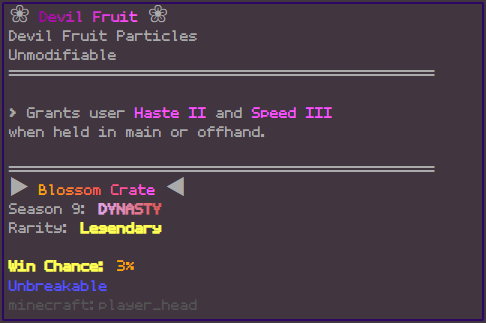 ❀ Devil Fruit ❀
Devil Fruit Particles
Unmodifiable
> Grants user Haste II and Speed III
when held in main or offhand.
▶ Blossom Crate ◀
Season 9: DYNASTY
Rarity: Legendary
Win Chance: 3%
Unbreakable
minecraft:player_head